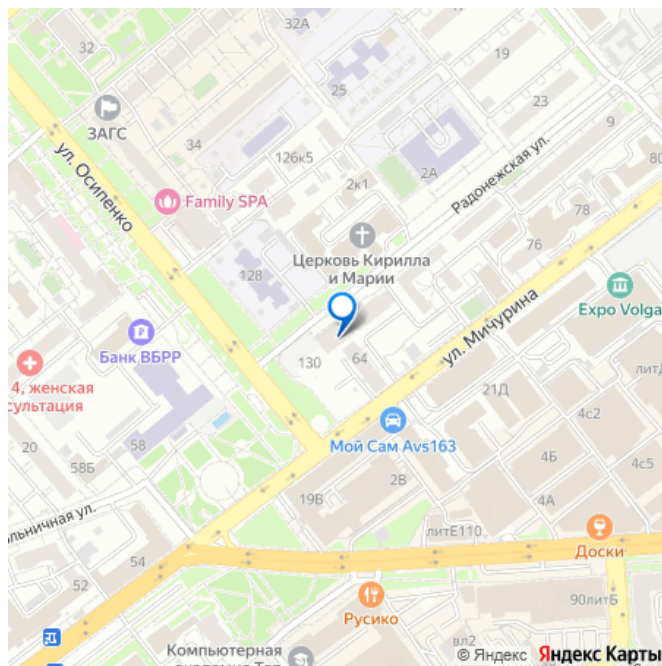 32А
32
19
25
23
ЗАГС
34
9
126к5
80
2А
ул. Осипенко
2к1
Радонежская ул.
Family SPA
78
76
Церковь Кирилла
и Марии
128
Expo Volga
ул. Мичурина
Банк ВБРР
130
64
4, женская
сультация
21Д
4с2
Мой Сам Avs163
20
58
58Б
4Б
4с5
2В
19В
4А
льничная ул.
литЕ110
Доски
54
52
90литБ
Русико
вл2
Компьютерная
© Яндекс Яндекс Карты